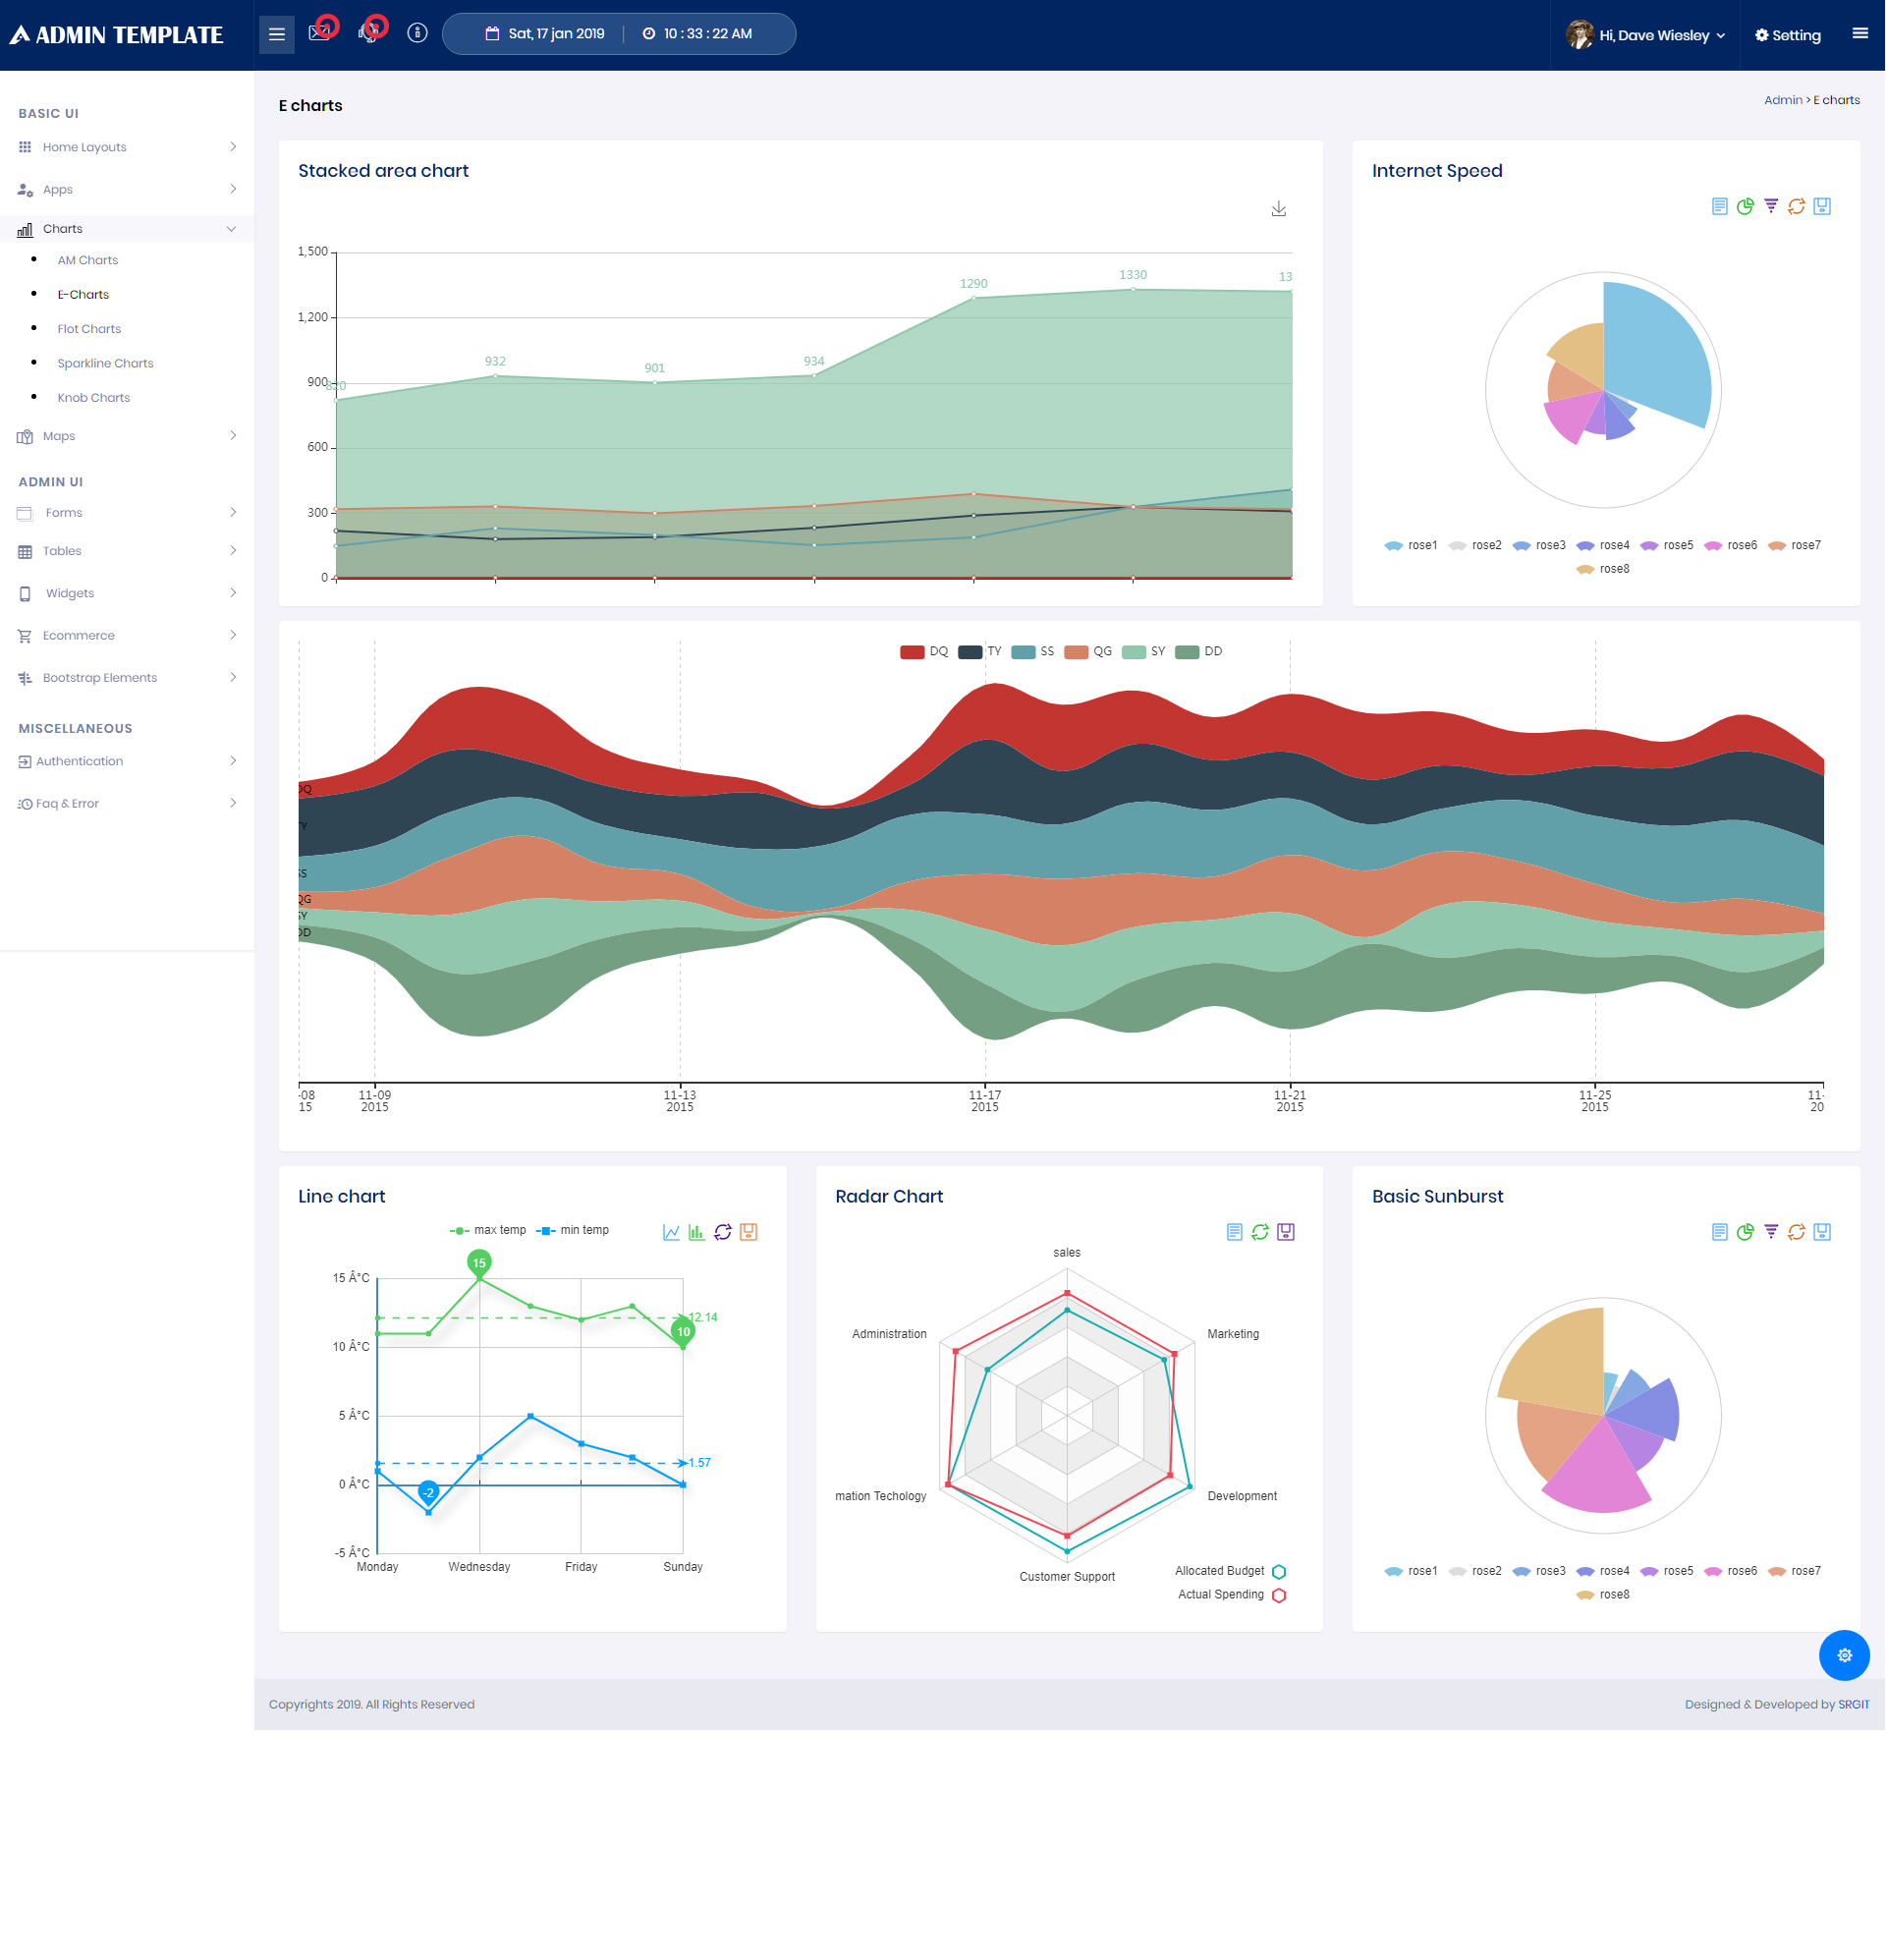 ADMIN TEMPLATE
Sat, 17 jan 2019
10 : 33 : 22 AM
Hi, Dave Wiesley
Setting
BASIC UI
Home Layouts
Apps
Charts
AM Charts
E-Charts
Flot Charts
Sparkline Charts
Knob Charts
Maps
ADMIN UI
Forms
Tables
Widgets
Ecommerce
Bootstrap Elements
MISCELLANEOUS
Authentication
Faq & Error
E charts
Admin > E charts
Stacked area chart
1,500
1,200
900
600
300
0
820
932
901
934
1290
1330
13
Internet Speed
rose1 rose2 rose3 rose4 rose5 rose6 rose7
rose8
DQ TY SS QG SY DD
DQ
TY
SS
QG
SY
DD
-08 11-09 11-13 11-17 11-21 11-25 11-
15 2015 2015 2015 2015 2015 20
Line chart
max temp min temp
15 Â°C
10 Â°C
5 Â°C
0 Â°C
-5 Â°C
15
12.14
10
1.57
-2
Monday Wednesday Friday Sunday
Radar Chart
sales
Administration
Marketing
mation Techology
Development
Customer Support
Allocated Budget
Actual Spending
Basic Sunburst
rose1 rose2 rose3 rose4 rose5 rose6 rose7
rose8
Copyrights 2019. All Rights Reserved
Designed & Developed by SRGIT